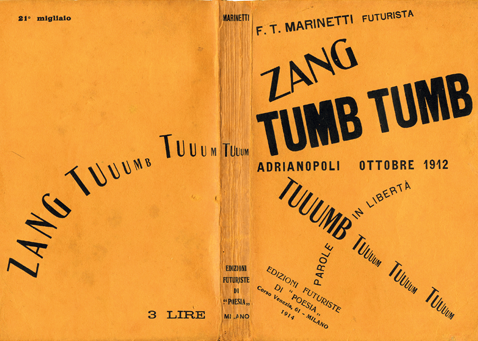 21° migliaio
ZANG TUUUMB TUUUM TUUUM
3 LIRE
MARINETTI
EDIZIONI
FUTURISTE
DI
"POESIA„
MILANO
F. T. MARINETTI FUTURISTA
ZANG
TUMB TUMB
ADRIANOPOLI OTTOBRE 1912
TUUUMB TUUUUM TUUUUM TUUUUM
PAROLE IN LIBERTÀ
EDIZIONI FUTURISTE
DI "POESIA„
Corso Venezia, 61 - MILANO
1914